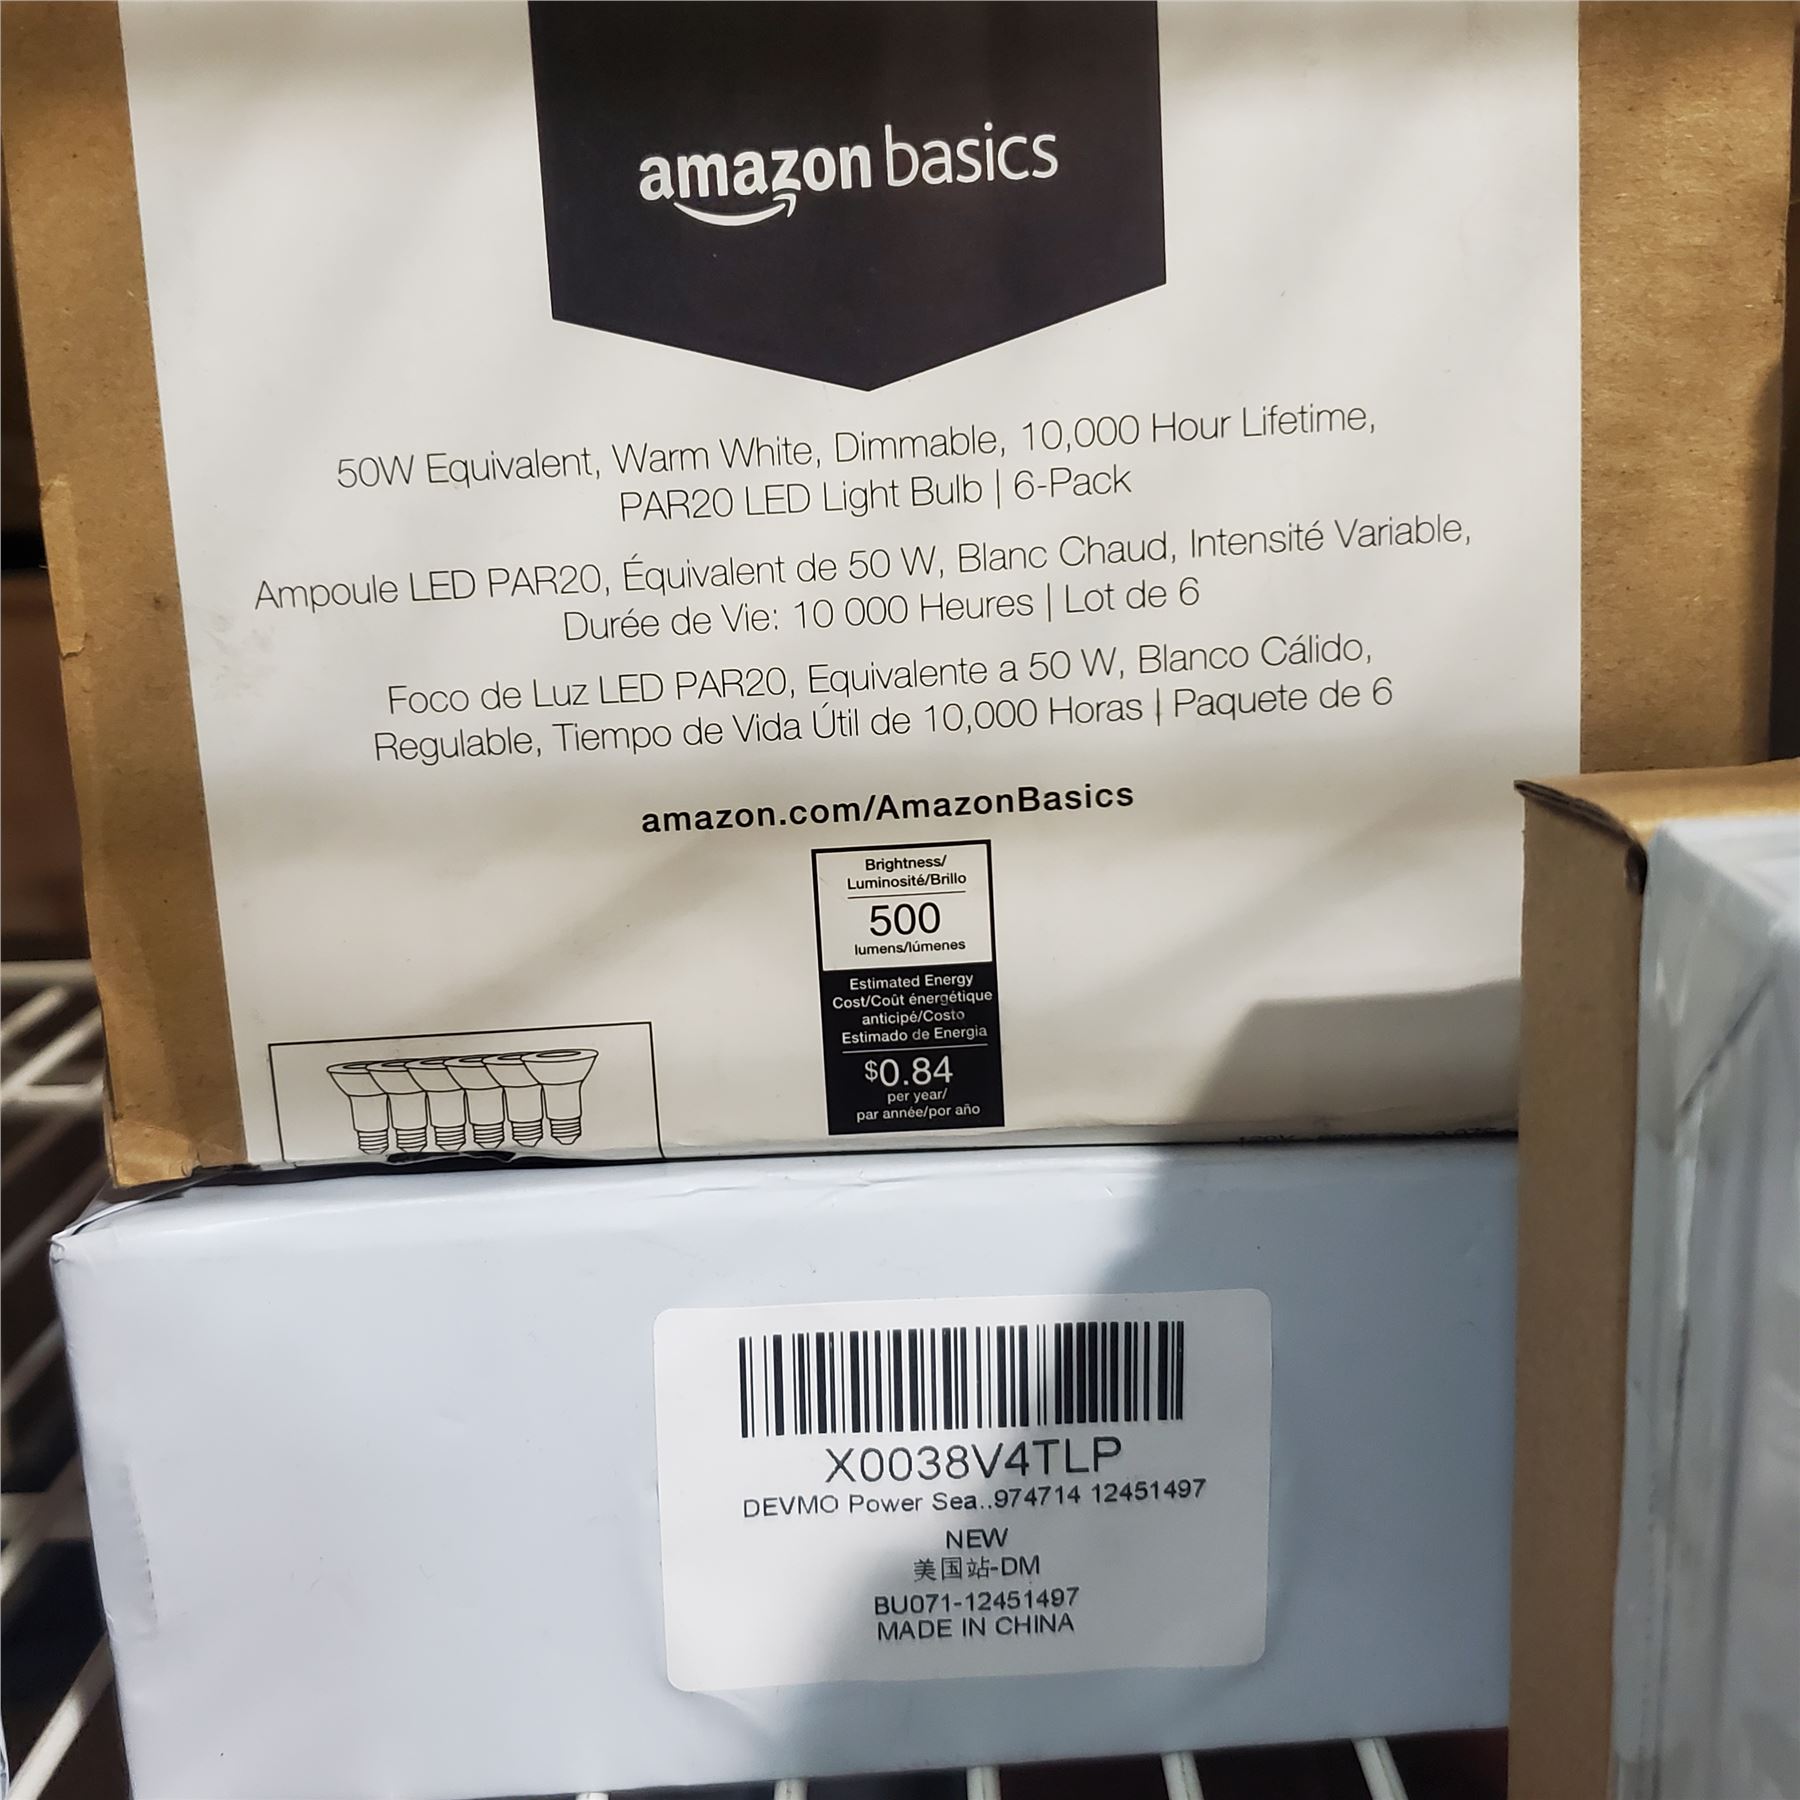 amazon basics
50W Equivalent, Warm White, Dimmable, 10,000 Hour Lifetime,
PAR20 LED Light Bulb | 6-Pack
Ampoule LED PAR20, Équivalent de 50 W, Blanc Chaud, Intensité Variable,
Durée de Vie: 10 000 Heures | Lot de 6
Foco de Luz LED PAR20, Equivalente a 50 W, Blanco Cálido,
Regulable, Tiempo de Vida Útil de 10,000 Horas | Paquete de 6
amazon.com/AmazonBasics
Brightness/
Luminosité/Brillo
500
lumens/lúmenes
Estimated Energy
Cost/Coût énergétique
anticipé/Costo
Estimado de Energia
$0.84
per year/
par année/por año
X0038V4TLP
DEVMO Power Sea..974714 12451497
NEW
美国站-DM
BU071-12451497
MADE IN CHINA